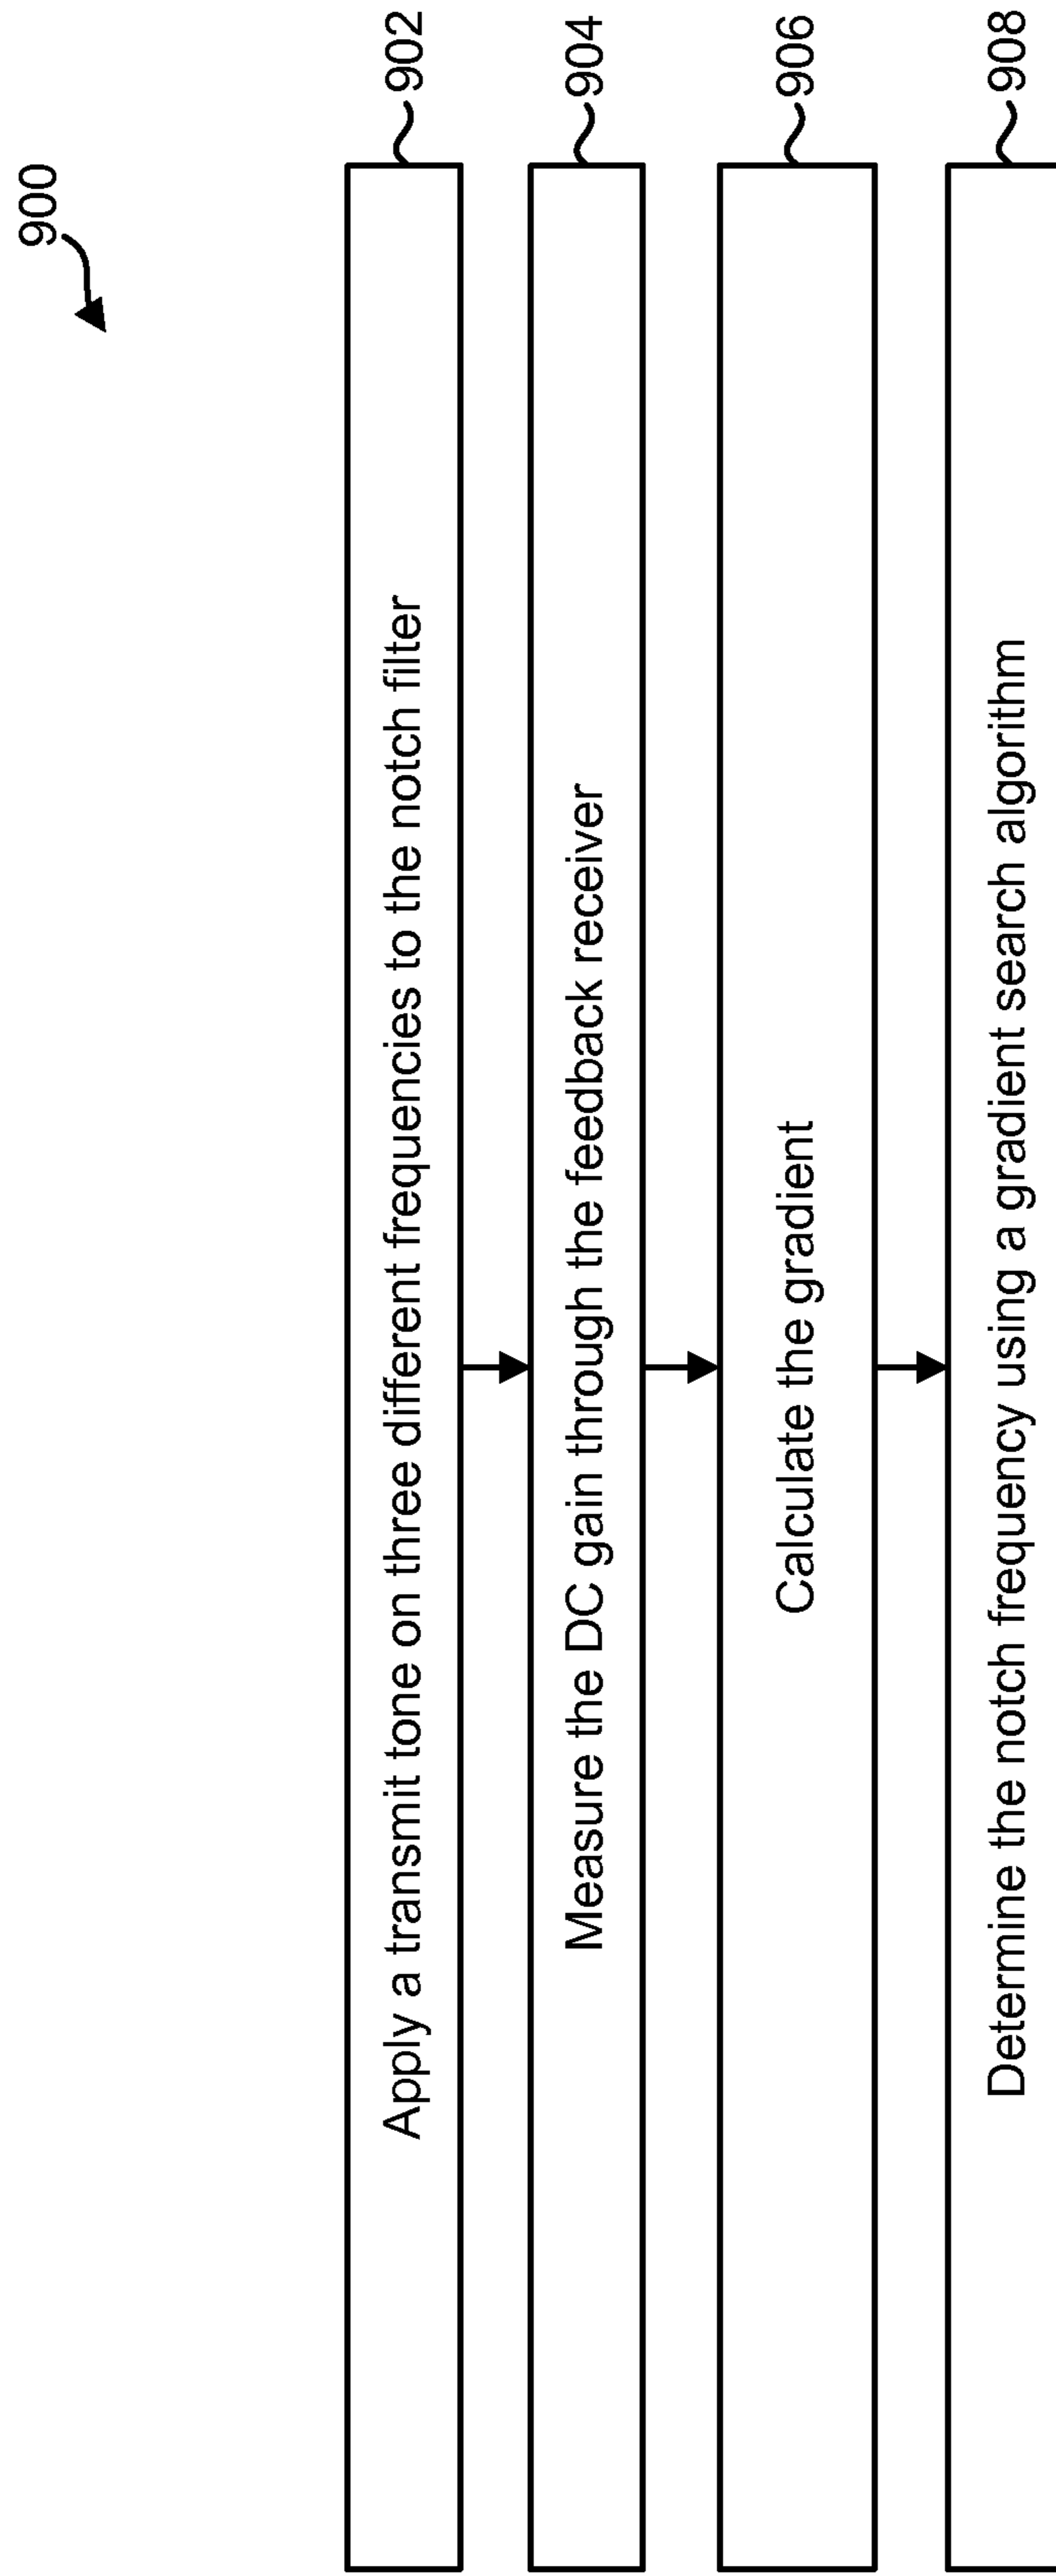 900
Apply a transmit tone on three different frequencies to the notch filter
902
Measure the DC gain through the feedback receiver
904
Calculate the gradient
906
Determine the notch frequency using a gradient search algorithm
908